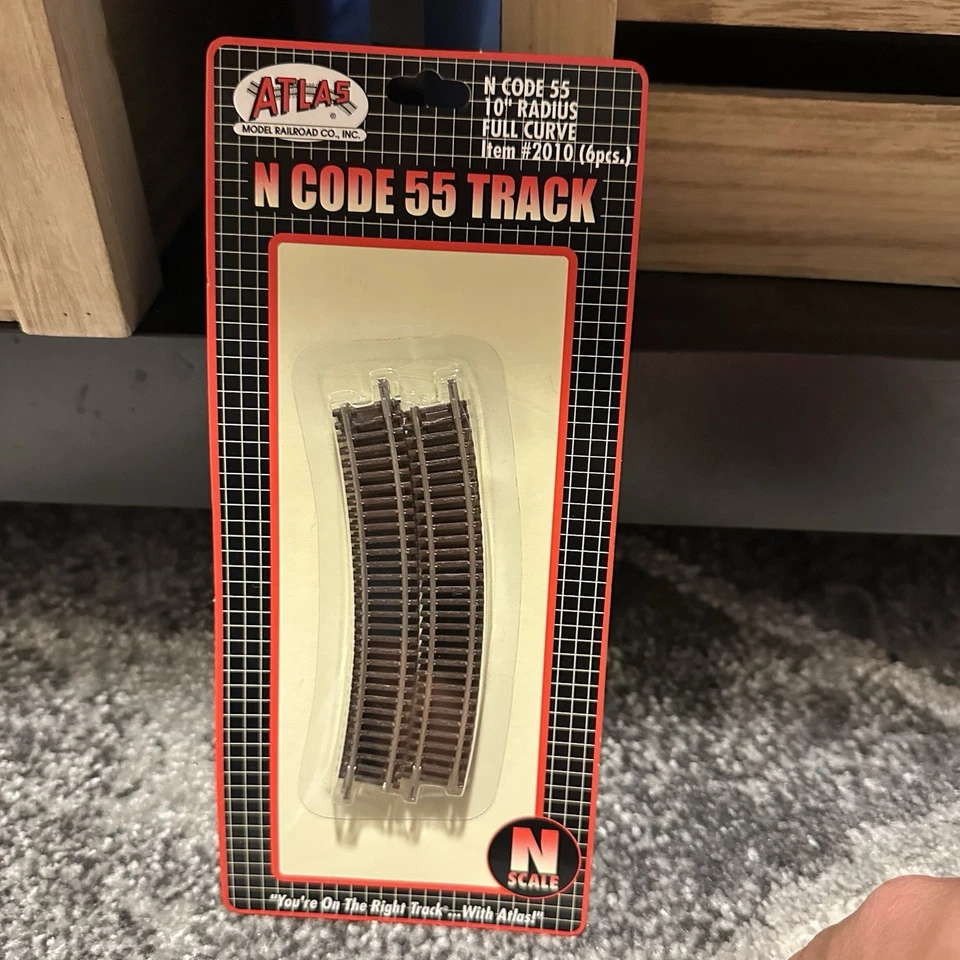 ATLAS
®
MODEL RAILROAD CO., INC.
N CODE 55
10" RADIUS
FULL CURVE
Item #2010 (6pcs.)
N CODE 55 TRACK
N
SCALE
"You're On The Right Track®...With Atlas!"